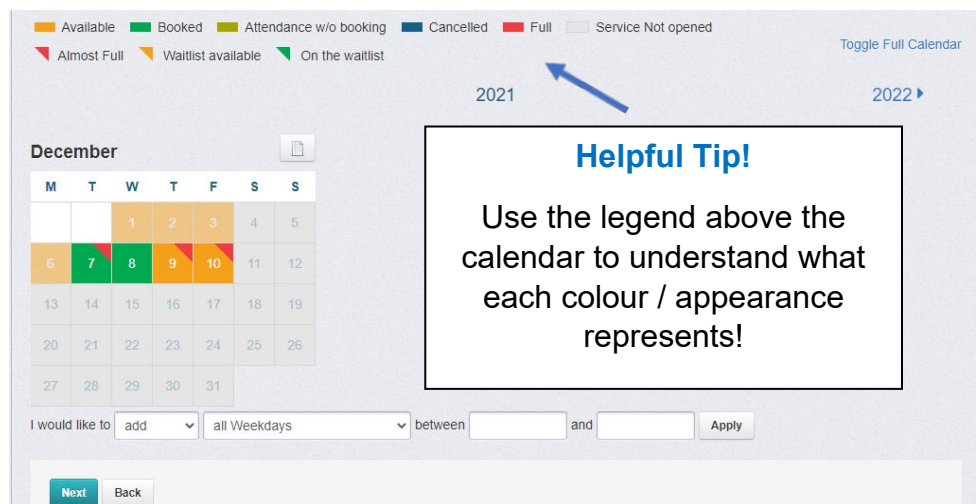 Available Booked Attendance w/o booking Cancelled Full Service Not opened
Almost Full Waitlist available On the waitlist
Toggle Full Calendar
2021 2022
December
M T W T F S S
1 2 3 4 5
6 7 8 9 10 11 12
13 14 15 16 17 18 19
20 21 22 23 24 25 26
27 28 29 30 31
Helpful Tip!
Use the legend above the
calendar to understand what
each colour / appearance
represents!
I would like to add all Weekdays between and Apply
Next Back